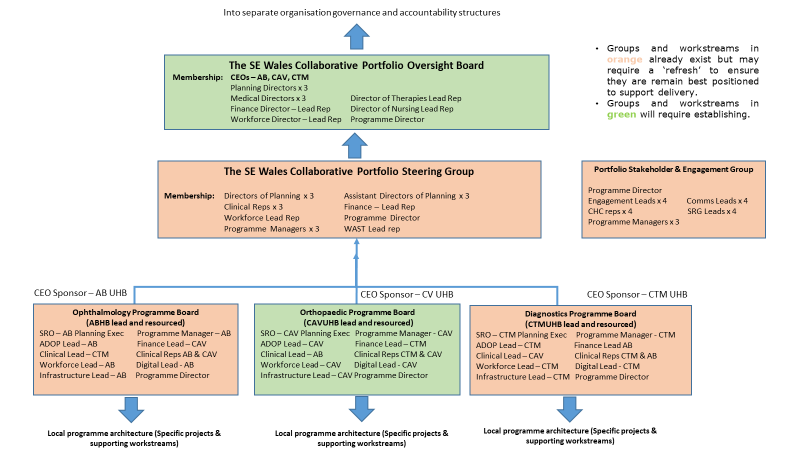 Into separate organisation governance and accountability structures
The SE Wales Collaborative Portfolio Oversight Board
Membership: CEOs – AB, CAV, CTM
Planning Directors x 3
Medical Directors x 3 Director of Therapies Lead Rep
Finance Director – Lead Rep Director of Nursing Lead Rep
Workforce Director – Lead Rep Programme Director
• Groups and workstreams in
orange already exist but may
require a 'refresh' to ensure
they are remain best positioned
to support delivery.
• Groups and workstreams in
green will require establishing.
The SE Wales Collaborative Portfolio Steering Group
Membership: Directors of Planning x 3 Assistant Directors of Planning x 3
Clinical Reps x 3 Finance – Lead Rep
Workforce Lead Rep Programme Director
Programme Managers x 3 WAST Lead rep
Portfolio Stakeholder & Engagement Group
Programme Director
Engagement Leads x 4 Comms Leads x 4
CHC reps x 4 SRG Leads x 4
Programme Managers x 3
CEO Sponsor – AB UHB
Ophthalmology Programme Board
(ABHB lead and resourced)
SRO – AB Planning Exec Programme Manager – AB
ADOP Lead – AB Finance Lead – CAV
Clinical Lead – CTM Clinical Reps AB & CAV
Workforce Lead – AB Digital Lead - AB
Infrastructure Lead – AB Programme Director
Local programme architecture (Specific projects &
supporting workstreams)
CEO Sponsor – CV UHB
Orthopaedic Programme Board
(CAVUHB lead and resourced)
SRO – CAV Planning Exec Programme Manager - CAV
ADOP Lead – CAV Finance Lead – CTM
Clinical Lead – AB Clinical Reps CTM & CAV
Workforce Lead – CAV Digital Lead - CAV
Infrastructure Lead – CAV Programme Director
Local programme architecture (Specific projects &
supporting workstreams)
CEO Sponsor – CTM UHB
Diagnostics Programme Board
(CTMUHB lead and resourced)
SRO – CTM Planning Exec Programme Manager - CTM
ADOP Lead – CTM Finance Lead AB
Clinical Lead – CAV Clinical Reps CTM & AB
Workforce Lead – CTM Digital Lead - CTM
Infrastructure Lead – CTM Programme Director
Local programme architecture (Specific projects &
supporting workstreams)